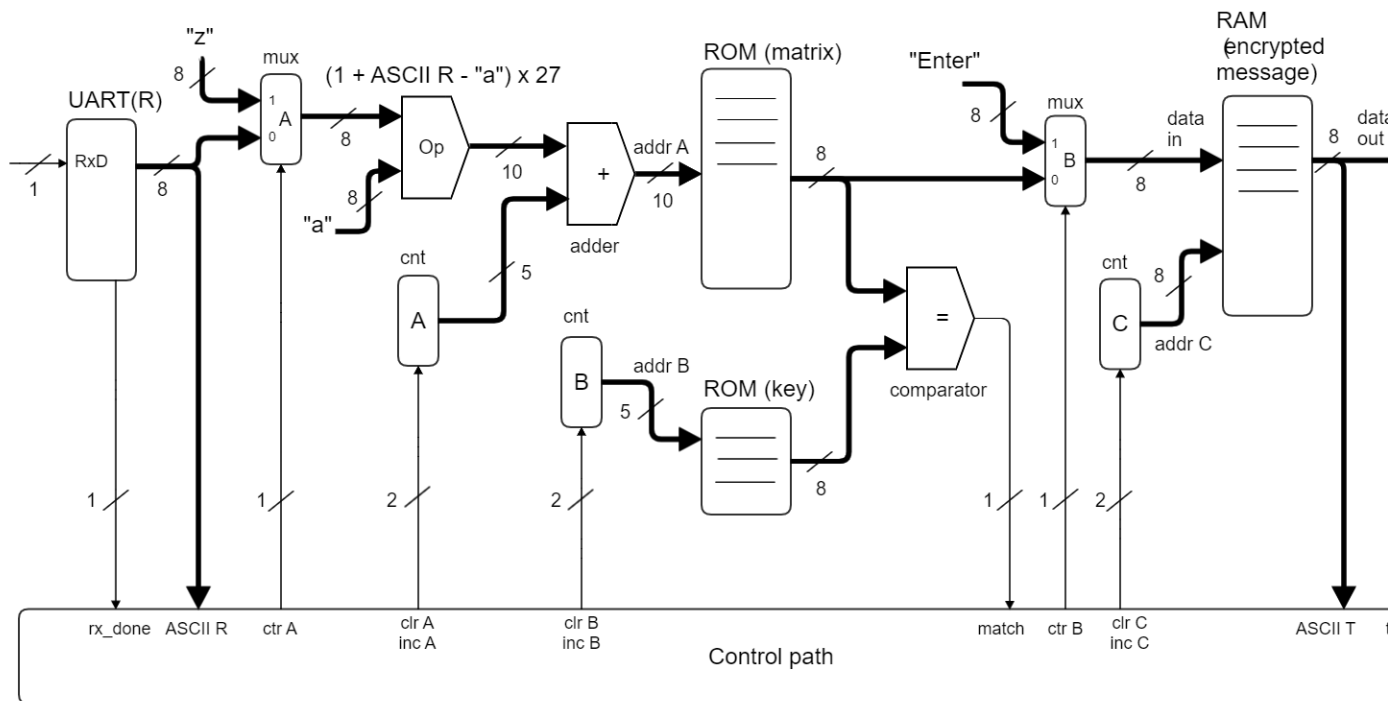 "z"
mux
(1 + ASCII R - "a") x 27
ROM (matrix)
"Enter"
RAM
(encrypted
message)
8
UART(R)
1
A
0
8
Op
10
RxD
1
8
"a"
8
+
adder
addr A
10
8
8
mux
1
B
0
data
in
8
8
data
out
cnt
A
5
cnt
B
addr B
5
ROM (key)
8
=
comparator
cnt
C
8
addr C
1
1
2
2
1
1
2
rx_done
ASCII R
ctr A
clr A
inc A
clr B
inc B
match
ctr B
clr C
inc C
ASCII T
Control path